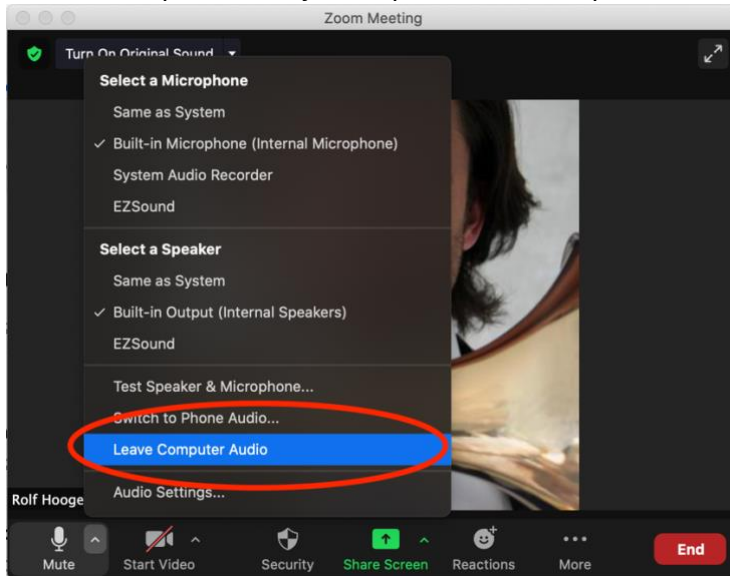 Zoom Meeting
Turn On Original Sound
Select a Microphone
Same as System
✓ Built-in Microphone (Internal Microphone)
System Audio Recorder
EZSound
Select a Speaker
Same as System
✓ Built-in Output (Internal Speakers)
EZSound
Test Speaker & Microphone...
Switch to Phone Audio...
Leave Computer Audio
Audio Settings...
Rolf Hooge
Mute
Start Video
Security
Share Screen
Reactions
More
End